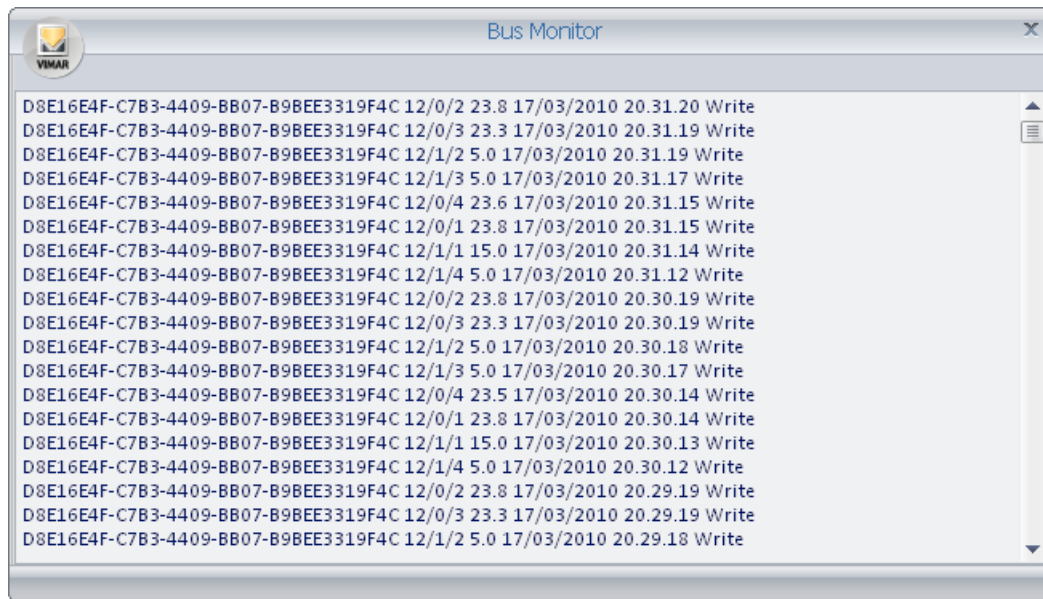 Bus Monitor
X
VIMAR
D8E16E4F-C7B3-4409-BB07-B9BEE3319F4C 12/0/2 23.8 17/03/2010 20.31.20 Write
D8E16E4F-C7B3-4409-BB07-B9BEE3319F4C 12/0/3 23.3 17/03/2010 20.31.19 Write
D8E16E4F-C7B3-4409-BB07-B9BEE3319F4C 12/1/2 5.0 17/03/2010 20.31.19 Write
D8E16E4F-C7B3-4409-BB07-B9BEE3319F4C 12/1/3 5.0 17/03/2010 20.31.17 Write
D8E16E4F-C7B3-4409-BB07-B9BEE3319F4C 12/0/4 23.6 17/03/2010 20.31.15 Write
D8E16E4F-C7B3-4409-BB07-B9BEE3319F4C 12/0/1 23.8 17/03/2010 20.31.15 Write
D8E16E4F-C7B3-4409-BB07-B9BEE3319F4C 12/1/1 15.0 17/03/2010 20.31.14 Write
D8E16E4F-C7B3-4409-BB07-B9BEE3319F4C 12/1/4 5.0 17/03/2010 20.31.12 Write
D8E16E4F-C7B3-4409-BB07-B9BEE3319F4C 12/0/2 23.8 17/03/2010 20.30.19 Write
D8E16E4F-C7B3-4409-BB07-B9BEE3319F4C 12/0/3 23.3 17/03/2010 20.30.19 Write
D8E16E4F-C7B3-4409-BB07-B9BEE3319F4C 12/1/2 5.0 17/03/2010 20.30.18 Write
D8E16E4F-C7B3-4409-BB07-B9BEE3319F4C 12/1/3 5.0 17/03/2010 20.30.17 Write
D8E16E4F-C7B3-4409-BB07-B9BEE3319F4C 12/0/4 23.5 17/03/2010 20.30.14 Write
D8E16E4F-C7B3-4409-BB07-B9BEE3319F4C 12/0/1 23.8 17/03/2010 20.30.14 Write
D8E16E4F-C7B3-4409-BB07-B9BEE3319F4C 12/1/1 15.0 17/03/2010 20.30.13 Write
D8E16E4F-C7B3-4409-BB07-B9BEE3319F4C 12/1/4 5.0 17/03/2010 20.30.12 Write
D8E16E4F-C7B3-4409-BB07-B9BEE3319F4C 12/0/2 23.8 17/03/2010 20.29.19 Write
D8E16E4F-C7B3-4409-BB07-B9BEE3319F4C 12/0/3 23.3 17/03/2010 20.29.19 Write
D8E16E4F-C7B3-4409-BB07-B9BEE3319F4C 12/1/2 5.0 17/03/2010 20.29.18 Write